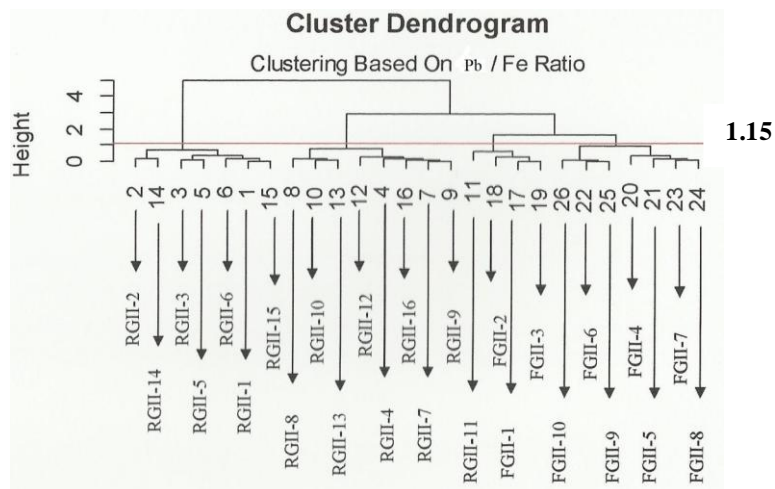 Cluster Dendrogram
Clustering Based On Pb / Fe Ratio
1.15
Height
4
2
0
2 14 3 5 6 1 15 8 10 13 12 4 16 7 9 11 18 17 19 26 22 25 20 21 23 24
RGII-2
RGII-14
RGII-3
RGII-5
RGII-6
RGII-1
RGII-15
RGII-8
RGII-10
RGII-13
RGII-12
RGII-4
RGII-16
RGII-7
RGII-9
RGII-11
FGII-2
FGII-1
FGII-3
FGII-10
FGII-6
FGII-9
FGII-4
FGII-5
FGII-7
FGII-8